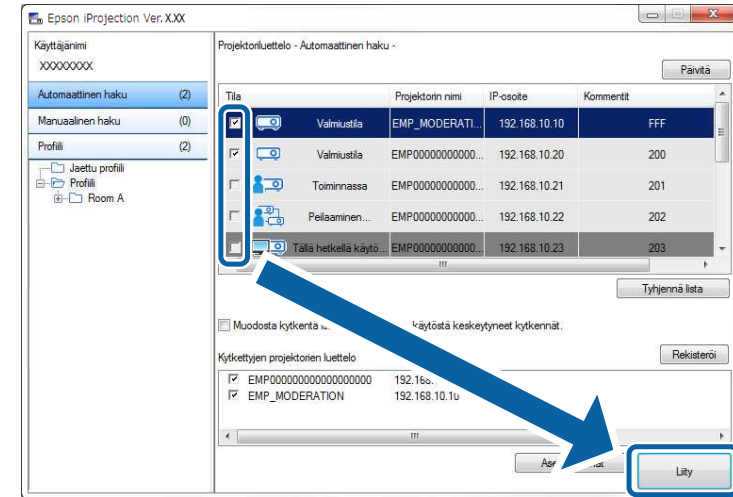 Epson iProjection Ver. X.XX
Käyttäjänimi
XXXXXXXX
Automaattinen haku (2)
Manuaalinen haku (0)
Profiili (2)
Jaettu profiili
Profiili
Room A
Projektoriluettelo - Automaattinen haku -
Päivitä
Tila Projektorin nimi IP-osoite Kommentit
Valmiustila EMP_MODERATI... 192.168.10.10 FFF
Valmiustila EMP00000000000... 192.168.10.20 200
Toiminnassa EMP00000000000... 192.168.10.21 201
Peilaaminen... EMP00000000000... 192.168.10.22 202
Tällä hetkellä käytö... EMP00000000000... 192.168.10.23 203
Tyhjennä lista
Muodosta kytkentä käytöstä keskeytyneet kytkennät.
Kytkettyjen projektorien luettelo
Rekisteröi
EMP000000000000000000 192.168.
EMP_MODERATION 192.168.10.10
Liity